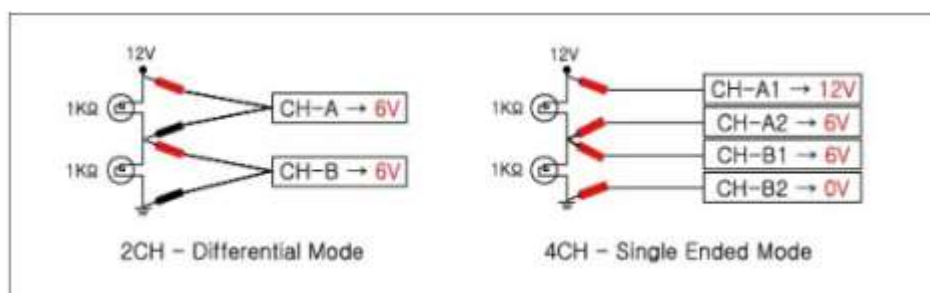 12V
1KΩ
CH-A → 6V
1KΩ
CH-B → 6V
2CH - Differential Mode
12V
1KΩ
CH-A1 → 12V
CH-A2 → 6V
CH-B1 → 6V
1KΩ
CH-B2 → 0V
4CH - Single Ended Mode